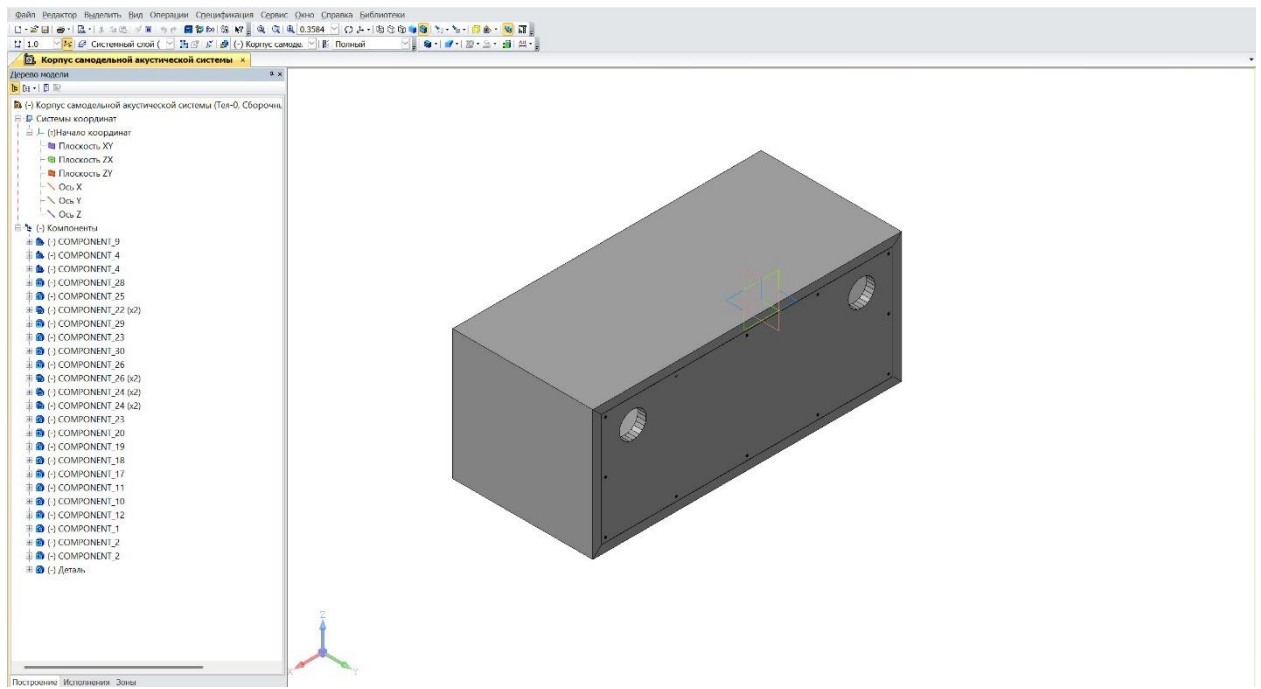 Файл Редактор Выделить Вид Операции Спецификация Сервис Окно Справка Библиотеки
0.3584
1.0 Системный слой ( (-) Корпус самоде. Полный
Корпус самодельной акустической системы
Дерево модели
(-) Корпус самодельной акустической системы (Тел-0, Сборочн
Системы координат
(т)Начало координат
Плоскость XY
Плоскость ZX
Плоскость ZY
Ось X
Ось Y
Ось Z
(-) Компоненты
(-) COMPONENT_9
(-) COMPONENT_4
(-) COMPONENT_4
(-) COMPONENT_28
(-) COMPONENT_25
(-) COMPONENT_22 (x2)
(-) COMPONENT_29
(-) COMPONENT_23
(-) COMPONENT_30
(-) COMPONENT_26
(-) COMPONENT_26 (x2)
(-) COMPONENT_24 (x2)
(-) COMPONENT_24 (x2)
(-) COMPONENT_23
(-) COMPONENT_20
(-) COMPONENT_19
(-) COMPONENT_18
(-) COMPONENT_17
(-) COMPONENT_11
(-) COMPONENT_10
(-) COMPONENT_12
(-) COMPONENT_1
(-) COMPONENT_2
(-) COMPONENT_2
(-) Деталь
Z
X Y
Построение Исполнения Зоны